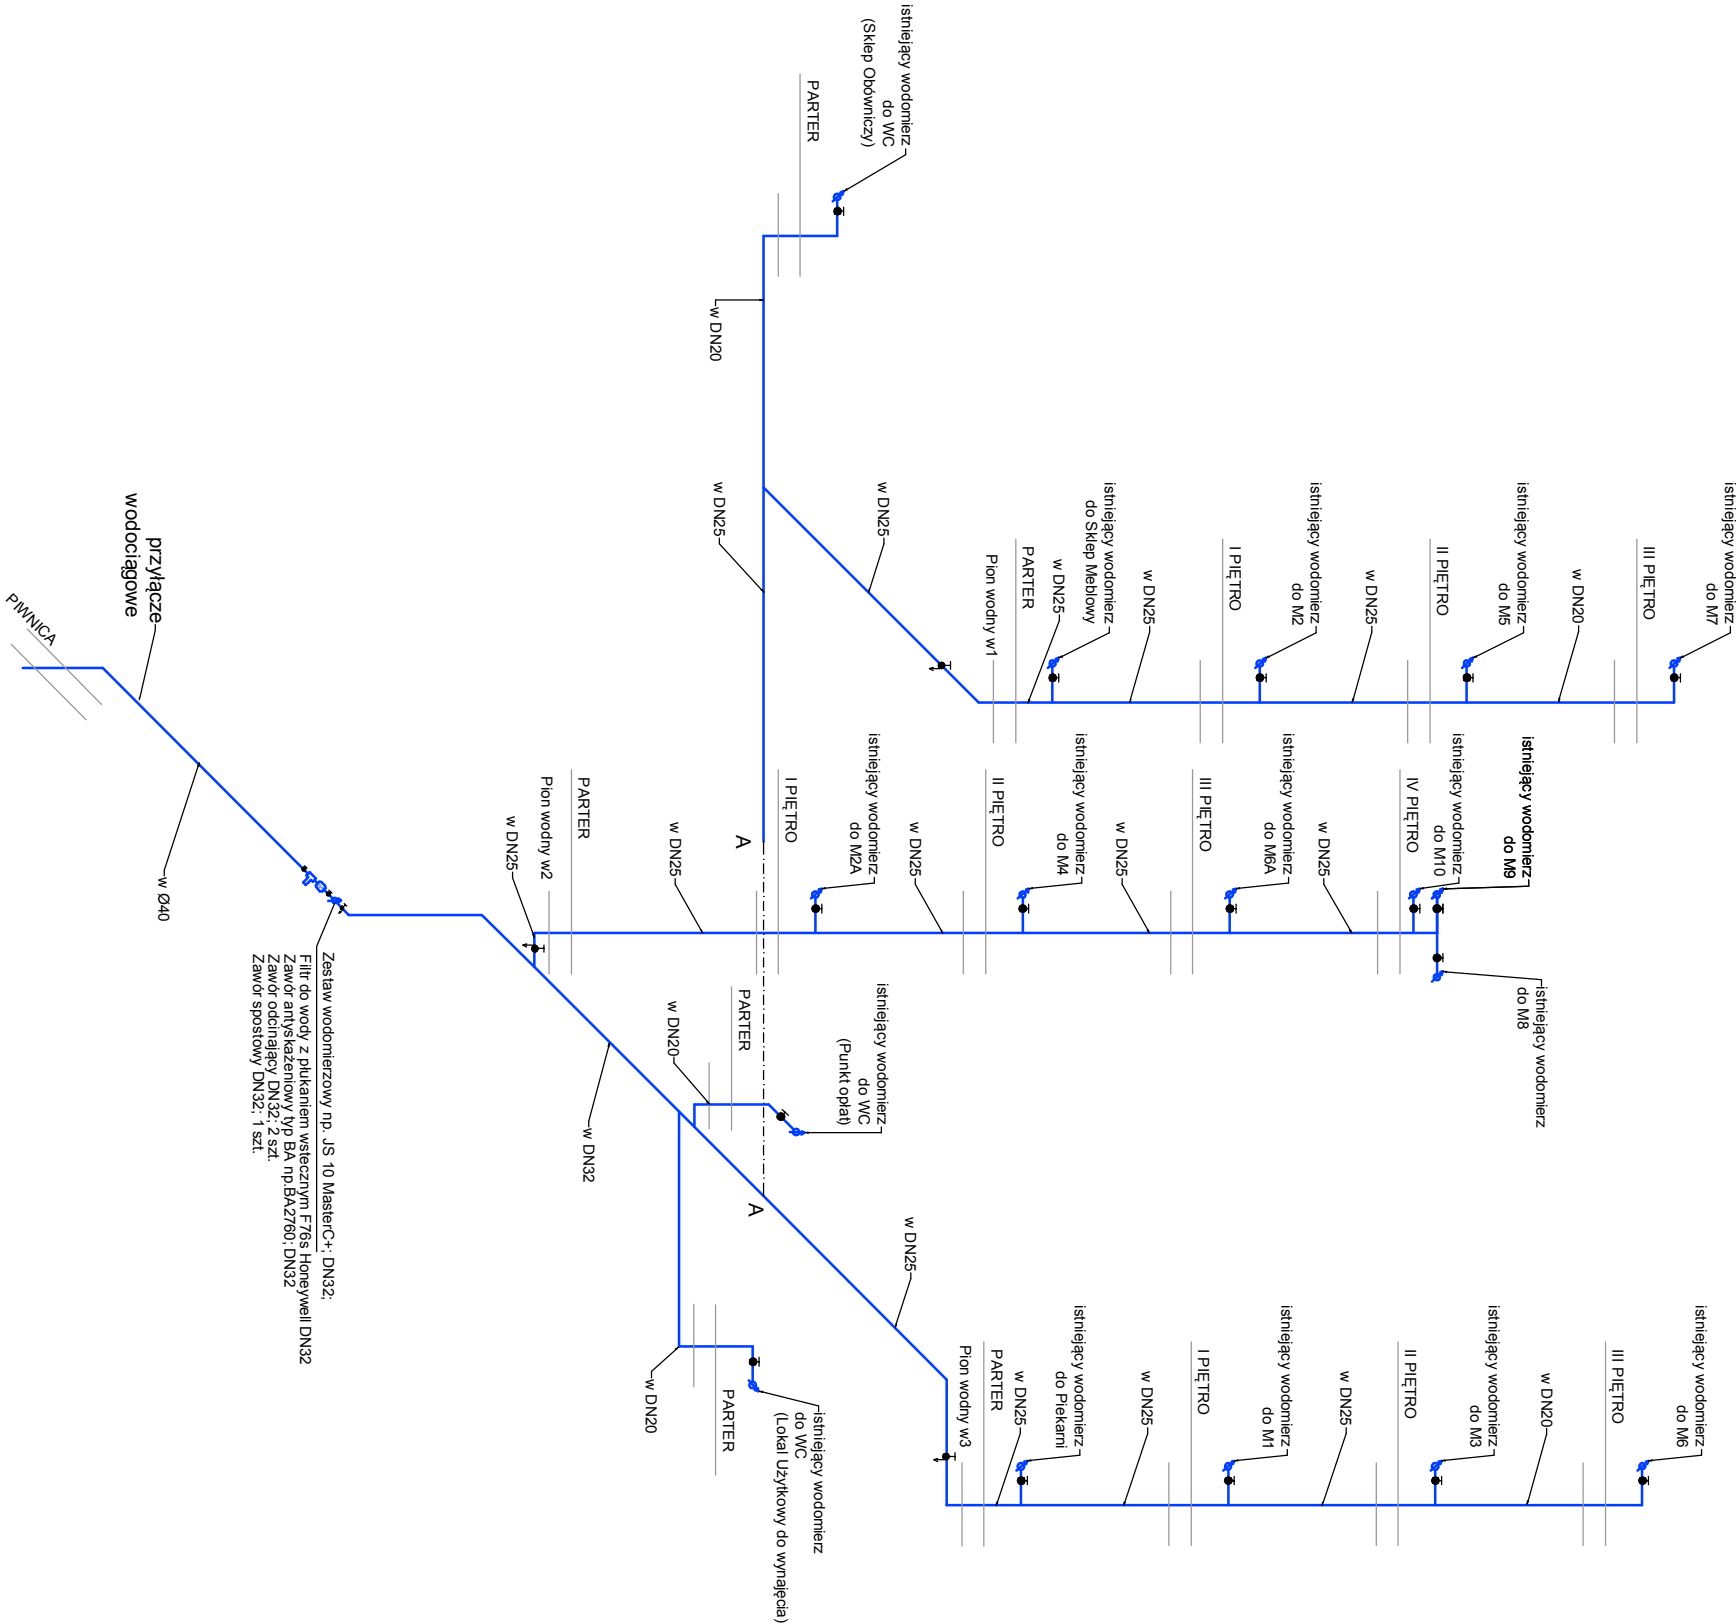 istniejący wodomierz
do WC
(Sklep Obówniczy)
PARTER
w DN20
w DN25
w DN25
istniejący wodomierz
do M7
III PIĘTRO
w DN20
istniejący wodomierz
do M5
II PIĘTRO
w DN25
istniejący wodomierz
do M2
I PIĘTRO
w DN25
istniejący wodomierz
do Sklep Meblowy
w DN25
PARTER
Pion wodny w1
istniejący wodomierz
do M9
istniejący wodomierz
do M8
istniejący wodomierz
do M10
IV PIĘTRO
w DN25
istniejący wodomierz
do M6A
III PIĘTRO
w DN25
istniejący wodomierz
do M4
II PIĘTRO
w DN25
istniejący wodomierz
do M2A
I PIĘTRO
A
w DN25
PARTER
Pion wodny w2
w DN25
istniejący wodomierz
do WC
(Punkt opłat)
PARTER
w DN20
A
w DN32
w DN25
istniejący wodomierz
do M6
III PIĘTRO
w DN20
istniejący wodomierz
do M3
II PIĘTRO
w DN25
istniejący wodomierz
do M1
I PIĘTRO
w DN25
istniejący wodomierz
do Piekarni
w DN25
PARTER
Pion wodny w3
istniejący wodomierz
do WC
(Lokal Użytkowy do wynajęcia)
PARTER
w DN20
Zestaw wodomierzowy np. JS 10 MasterC+; DN32;
Filtr do wody z płukaniem wstecznym F76s Honeywell DN32
Zawór antyskażeniowy typ BA np.BA2760; DN32
Zawór odcinający DN32; 2 szt.
Zawór spostowy DN32; 1 szt.
w Ø40
przyłącze
wodociągowe
PIWNICA